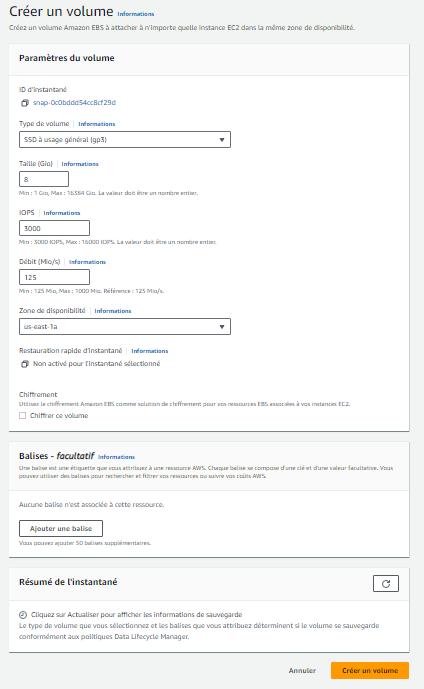 Créer un volume Informations
Créez un volume Amazon EBS à attacher à n'importe quelle instance EC2 dans la même zone de disponibilité.
Paramètres du volume
ID d'instantané
snap-0c0bddd54cc8cf29d
Type de volume Informations
SSD à usage général (gp3)
Taille (Gio) Informations
8
Min : 1 Gio, Max : 16384 Gio. La valeur doit être un nombre entier.
IOPS Informations
3000
Min : 3000 IOPS, Max : 16000 IOPS. La valeur doit être un nombre entier.
Débit (Mio/s) Informations
125
Min : 125 Mio, Max : 1000 Mio. Référence : 125 Mio/s.
Zone de disponibilité Informations
us-east-1a
Restauration rapide d'instantané Informations
Non activé pour l'instantané sélectionné
Chiffrement
Utilisez le chiffrement Amazon EBS comme solution de chiffrement pour vos ressources EBS associées à vos instances EC2.
Chiffrer ce volume
Balises - facultatif Informations
Une balise est une étiquette que vous attribuez à une ressource AWS. Chaque balise se compose d'une clé et d'une valeur facultative. Vous
pouvez utiliser des balises pour rechercher et filtrer vos ressources ou suivre vos coûts AWS.
Aucune balise n'est associée à cette ressource.
Ajouter une balise
Vous pouvez ajouter 50 balises supplémentaires.
Résumé de l'instantané
Cliquez sur Actualiser pour afficher les informations de sauvegarde
Le type de volume que vous sélectionnez et les balises que vous attribuez déterminent si le volume se sauvegarde
conformément aux politiques Data Lifecycle Manager.
Annuler
Créer un volume